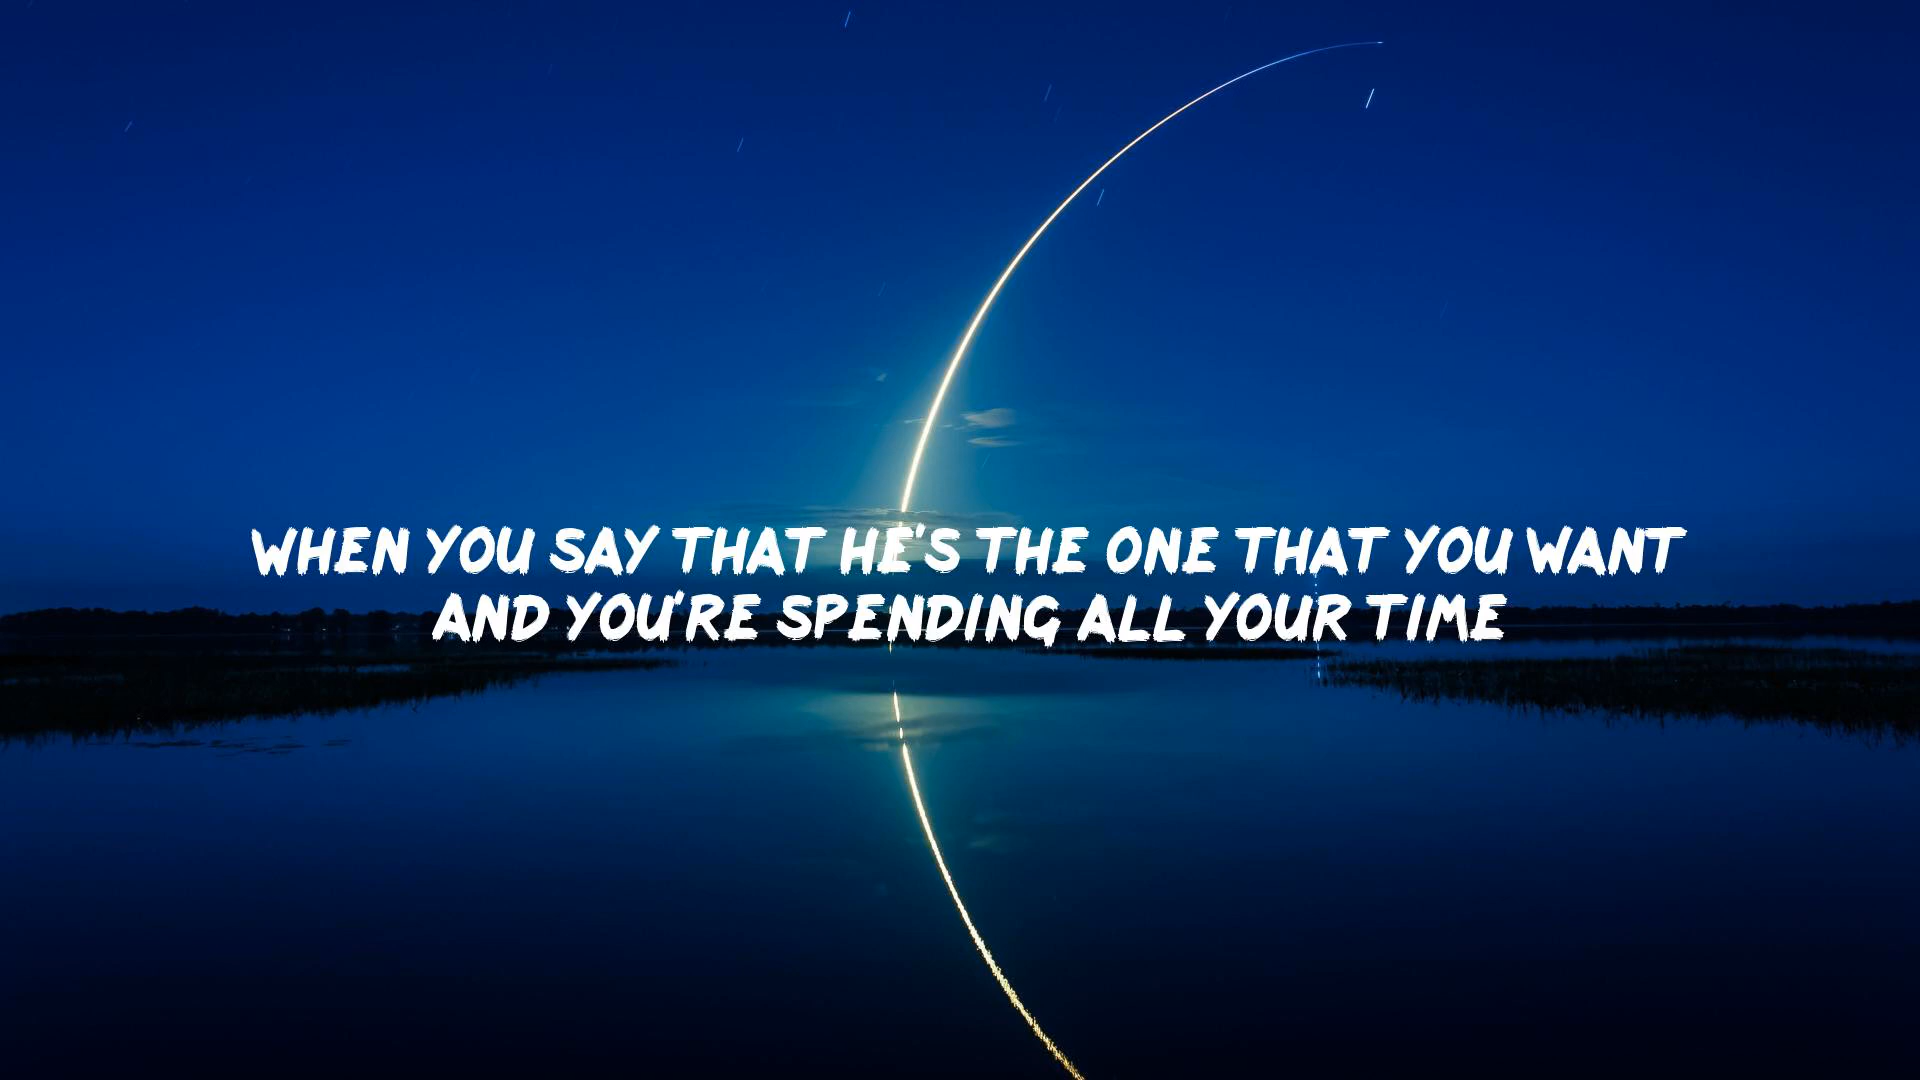 WHEN YOU SAY THAT HE'S THE ONE THAT YOU WANT
AND YOU'RE SPENDING ALL YOUR TIME